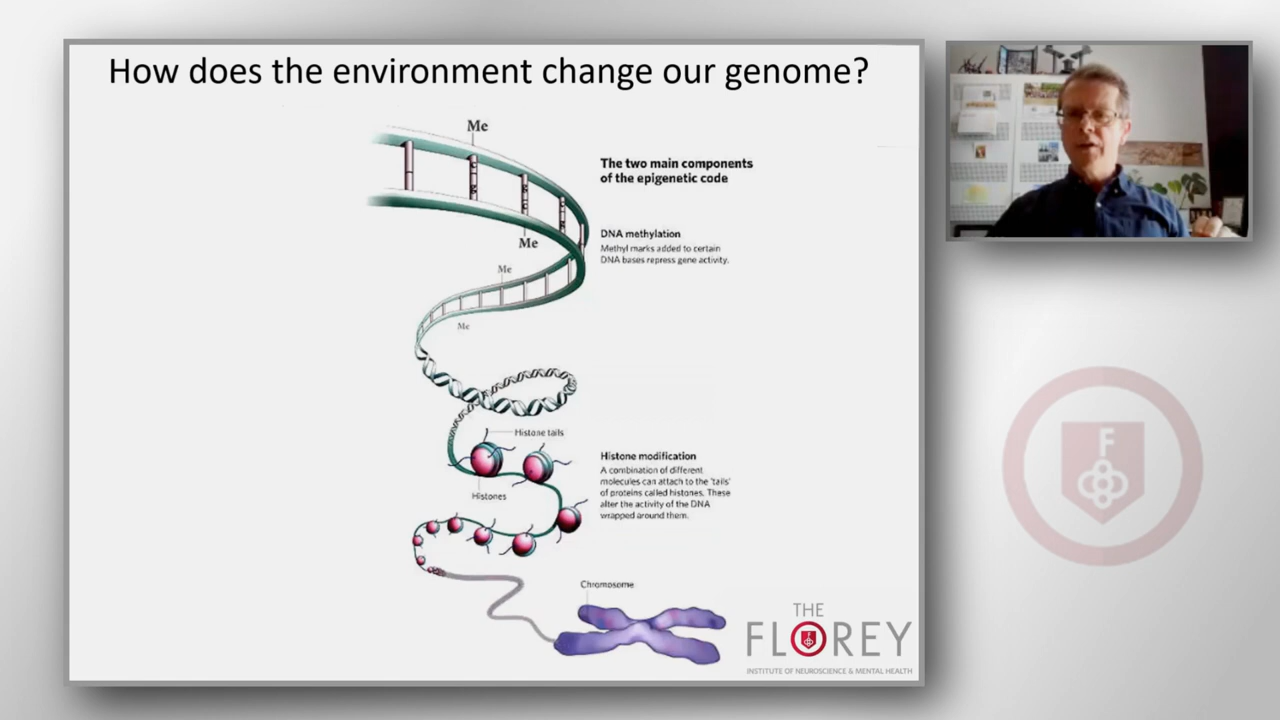 How does the environment change our genome?
Me
The two main components
of the epigenetic code
DNA methylation
Methyl marks added to certain
DNA bases repress gene activity.
Me
Me
Me
Histone tails
Histones
Histone modification
A combination of different
molecules can attach to the 'tails'
of proteins called histones. These
alter the activity of the DNA
wrapped around them.
Chromosome
THE
FLOREY
INSTITUTE OF NEUROSCIENCE & MENTAL HEALTH
F